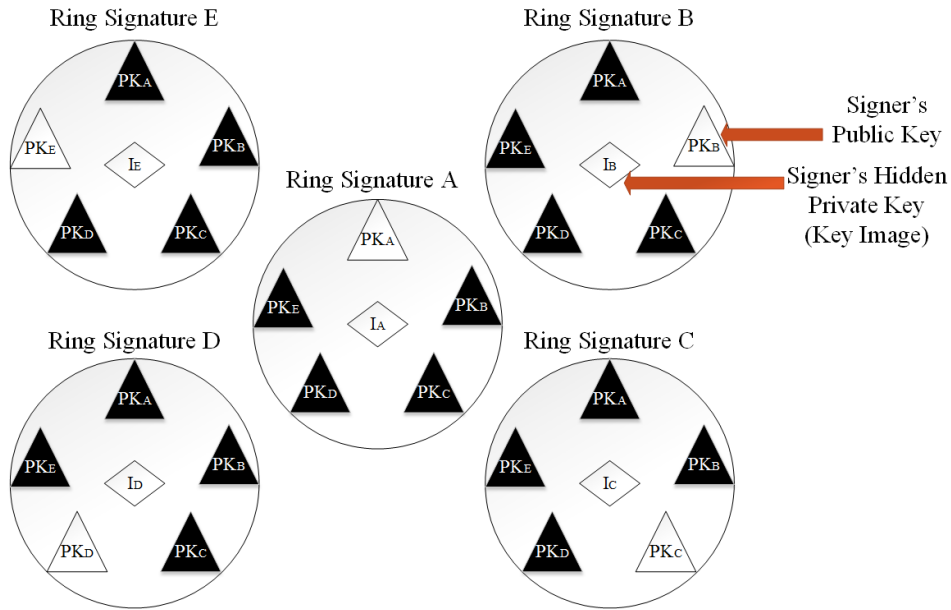 Ring Signature E
PKA
PKE
PKB
IE
PKD
PKC
Ring Signature B
PKA
PKE
PKB
IB
PKD
PKC
Signer's
Public Key
Signer's Hidden
Private Key
(Key Image)
Ring Signature A
PKA
PKE
PKB
IA
PKD
PKC
Ring Signature D
PKA
PKE
PKB
ID
PKD
PKC
Ring Signature C
PKA
PKE
PKB
IC
PKD
PKC